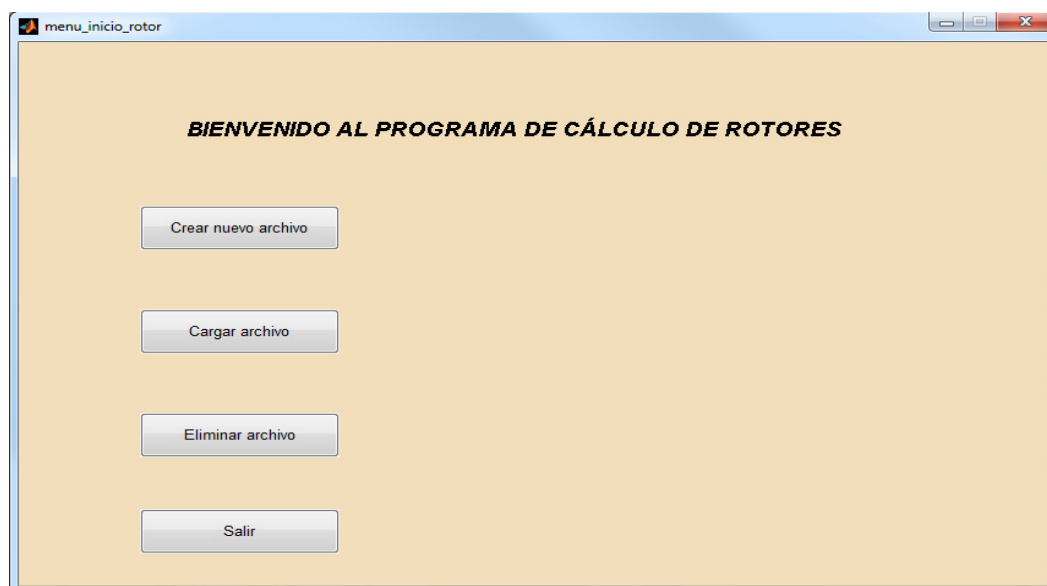 menu_inicio_rotor
BIENVENIDO AL PROGRAMA DE CÁLCULO DE ROTORES
Crear nuevo archivo
Cargar archivo
Eliminar archivo
Salir